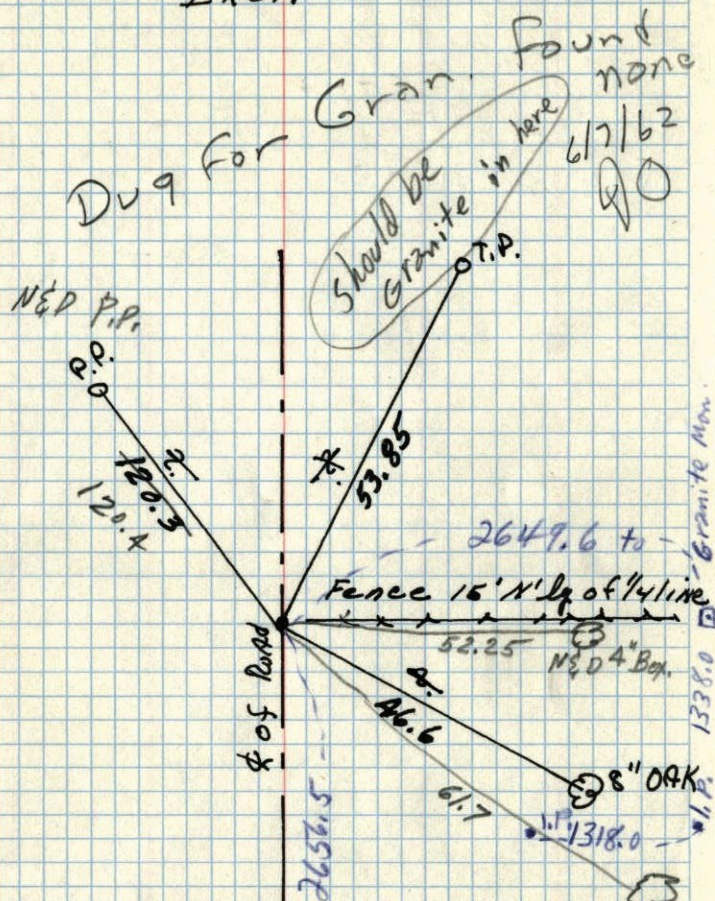 Dug for Gran. Found
none
6/7/62
should be
Granite in here
T.P.
N&D P.P.
P.P.
120.3
120.4
53.85
2649.6 to
Granite Mon.
Fence 15' N'ly of 1/4 line
52.25
N&D 4" Box.
℄ of Road
46.6
8" OAK
61.7
I.P.
1318.0
I.P. 1338.0
2656.5